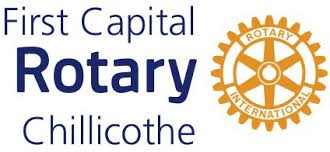 First Capital
Rotary
Chillicothe
ROTARY
INTERNATIONAL